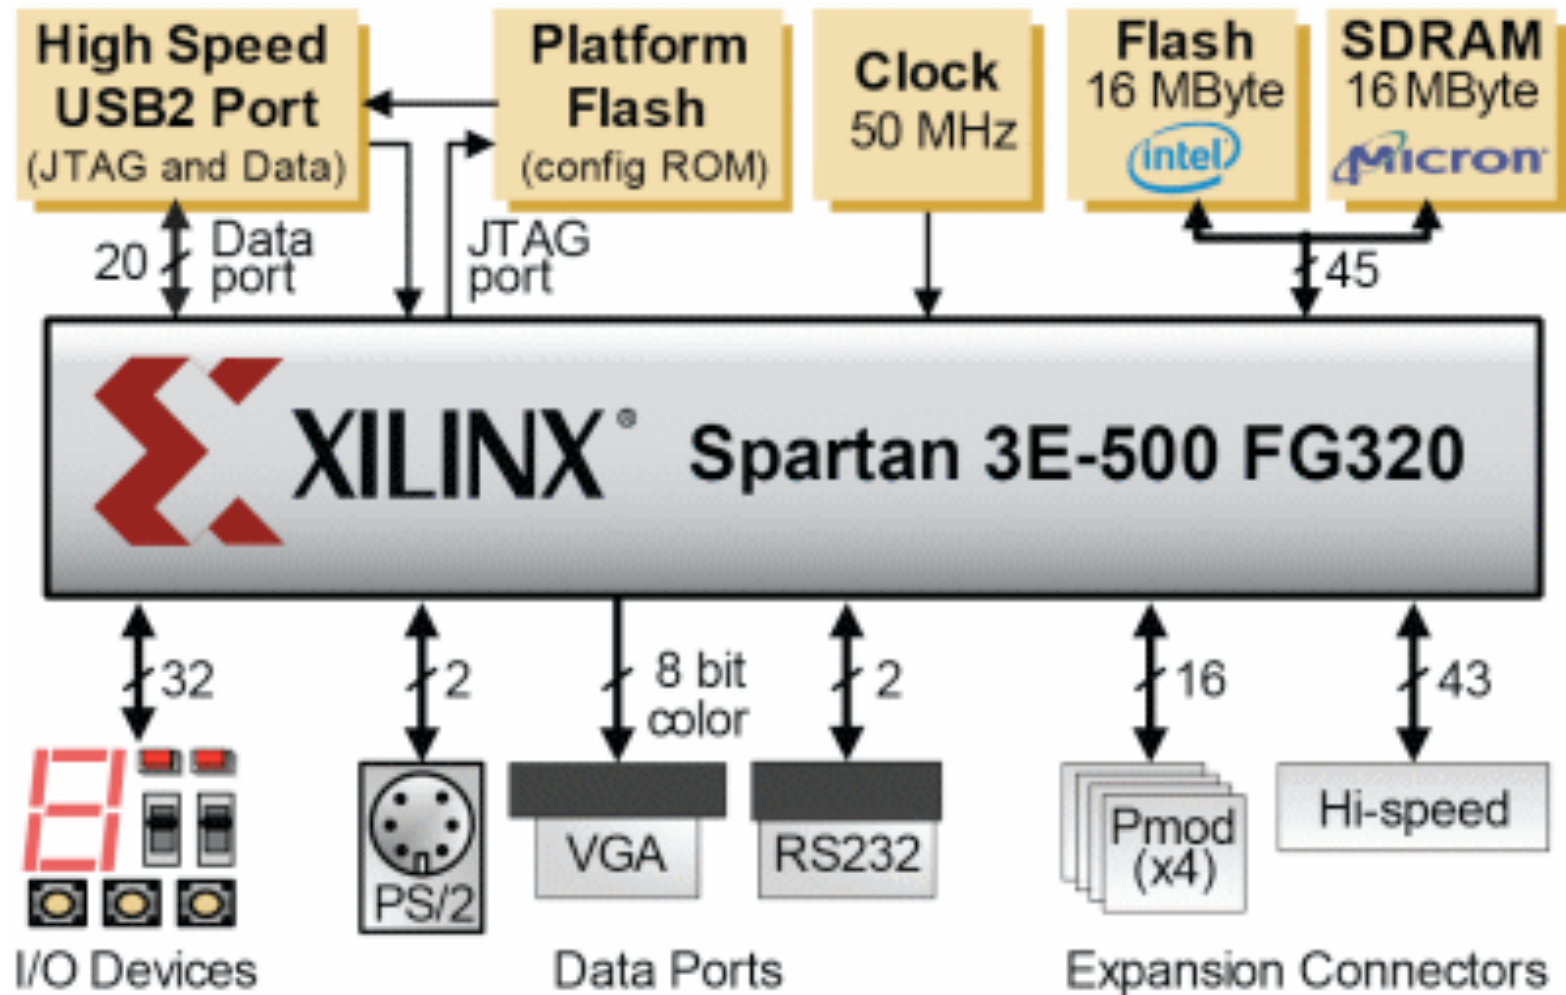 High Speed
USB2 Port
(JTAG and Data)
Platform
Flash
(config ROM)
Clock
50 MHz
Flash
16 MByte
intel
SDRAM
16 MByte
Micron
20
Data
port
JTAG
port
45
XILINX® Spartan 3E-500 FG320
32
2
8 bit
color
2
16
43
PS/2
VGA
RS232
Pmod
(x4)
Hi-speed
I/O Devices
Data Ports
Expansion Connectors